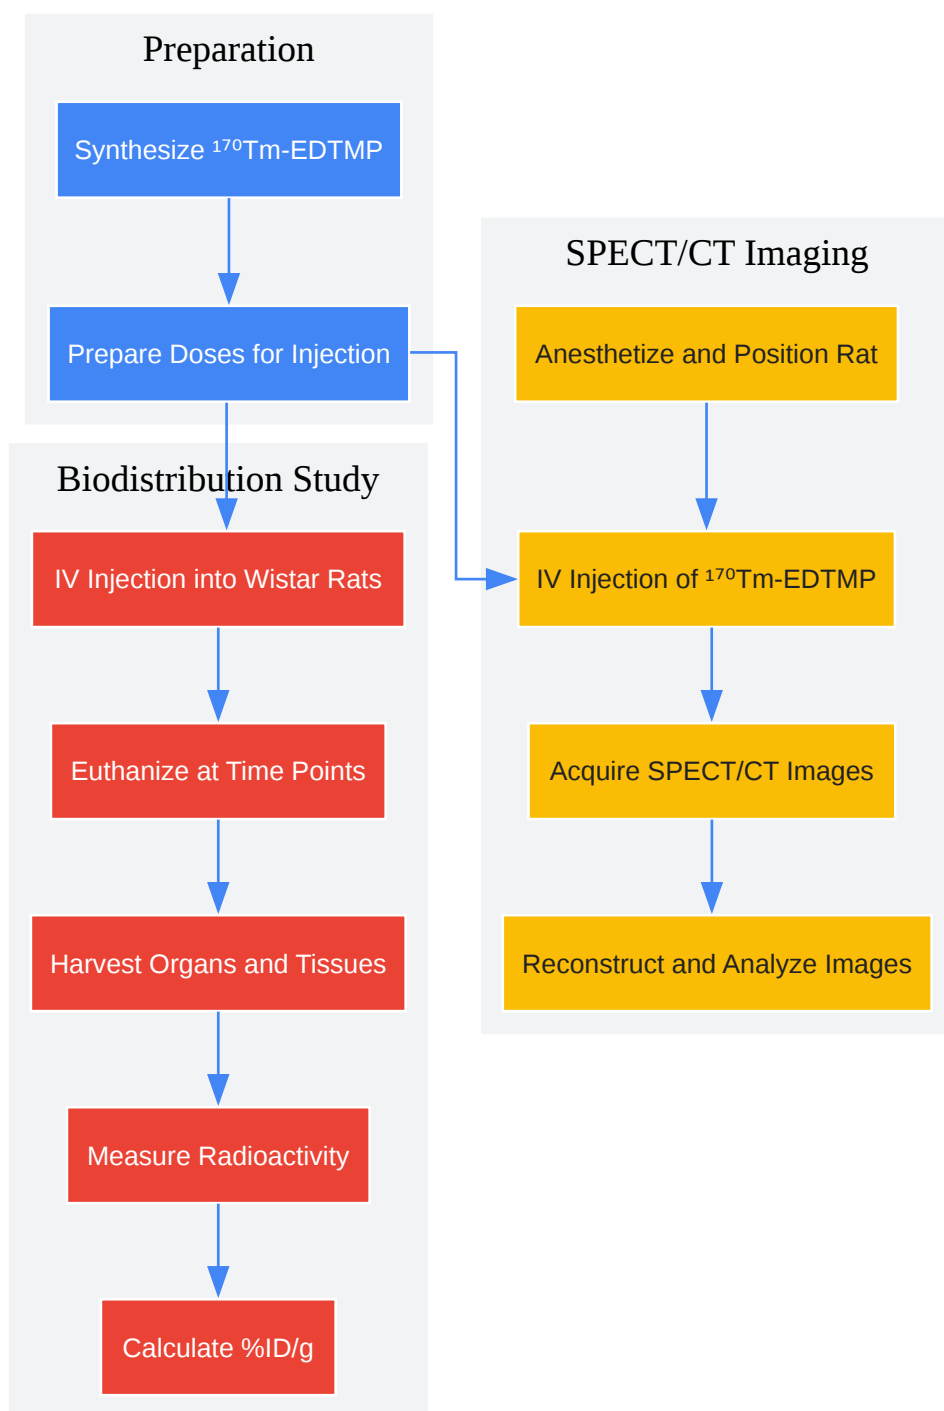 Preparation
Synthesize ¹⁷⁰Tm-EDTMP
Prepare Doses for Injection
Biodistribution Study
IV Injection into Wistar Rats
Euthanize at Time Points
Harvest Organs and Tissues
Measure Radioactivity
Calculate %ID/g
SPECT/CT Imaging
Anesthetize and Position Rat
IV Injection of ¹⁷⁰Tm-EDTMP
Acquire SPECT/CT Images
Reconstruct and Analyze Images